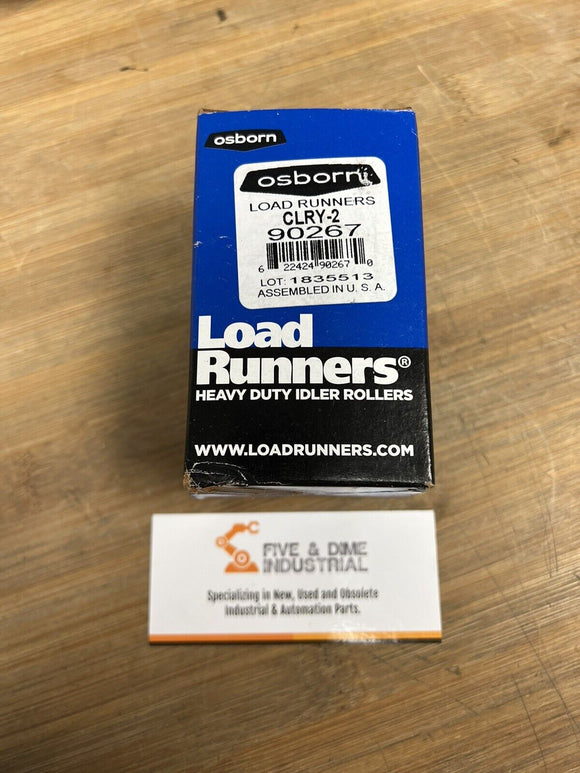 osborn
osborn
LOAD RUNNERS
CLRY-2
90267
6 22424 90267 0
LOT: 1835513
ASSEMBLED IN U. S. A.
Load
Runners®
HEAVY DUTY IDLER ROLLERS
WWW.LOADRUNNERS.COM
FIVE & DIME
INDUSTRIAL
Specializing in New, Used and Obsolete
Industrial & Automation Parts.